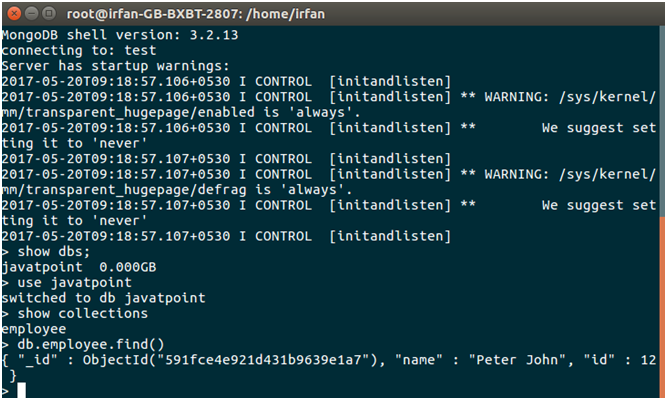 root@irfan-GB-BXBT-2807: /home/irfan
MongoDB shell version: 3.2.13
connecting to: test
Server has startup warnings:
2017-05-20T09:18:57.106+0530 I CONTROL  [initandlisten]
2017-05-20T09:18:57.106+0530 I CONTROL  [initandlisten] ** WARNING: /sys/kernel/
mm/transparent_hugepage/enabled is 'always'.
2017-05-20T09:18:57.106+0530 I CONTROL  [initandlisten] **        We suggest set
ting it to 'never'
2017-05-20T09:18:57.107+0530 I CONTROL  [initandlisten]
2017-05-20T09:18:57.107+0530 I CONTROL  [initandlisten] ** WARNING: /sys/kernel/
mm/transparent_hugepage/defrag is 'always'.
2017-05-20T09:18:57.107+0530 I CONTROL  [initandlisten] **        We suggest set
ting it to 'never'
2017-05-20T09:18:57.107+0530 I CONTROL  [initandlisten]
> show dbs;
javatpoint  0.000GB
> use javatpoint
switched to db javatpoint
> show collections
employee
> db.employee.find()
{ "_id" : ObjectId("591fce4e921d431b9639e1a7"), "name" : "Peter John", "id" : 12
 }
>